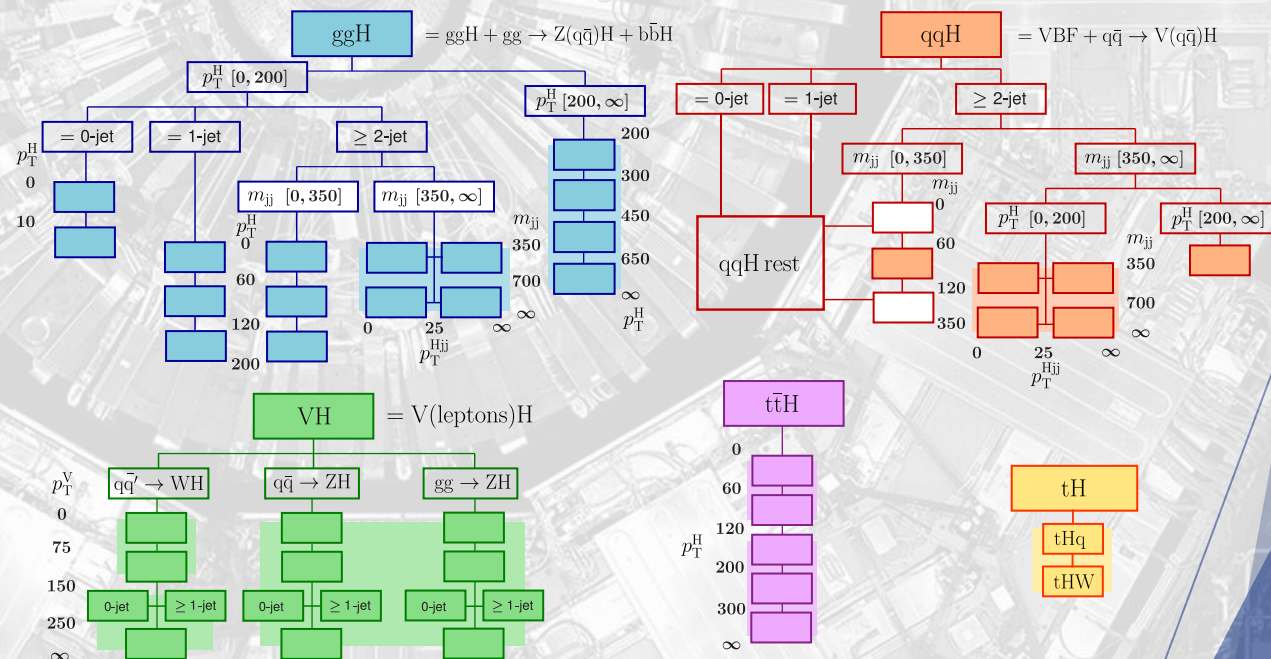 ggH = ggH + gg → Z(qq̄)H + bb̄H
p_T^H [0, 200]
p_T^H [200, ∞]
= 0-jet = 1-jet ≥ 2-jet
p_T^H
0
10
m_jj [0, 350] m_jj [350, ∞]
p_T^H
0
60
120
200
m_jj
350
700
∞
0 25 ∞
p_T^Hjj
200
300
450
650
∞
p_T^H
qqH = VBF + qq̄ → V(qq̄)H
= 0-jet = 1-jet ≥ 2-jet
m_jj [0, 350] m_jj [350, ∞]
m_jj
0
60
120
350
qqH rest
p_T^H [0, 200] p_T^H [200, ∞]
m_jj
350
700
∞
0 25 ∞
p_T^Hjj
VH = V(leptons)H
qq̄′ → WH qq̄ → ZH gg → ZH
p_T^V
0
75
150
250
∞
0-jet ≥ 1-jet 0-jet ≥ 1-jet 0-jet ≥ 1-jet
tt̄H
p_T^H
0
60
120
200
300
∞
tH
tHq
tHW